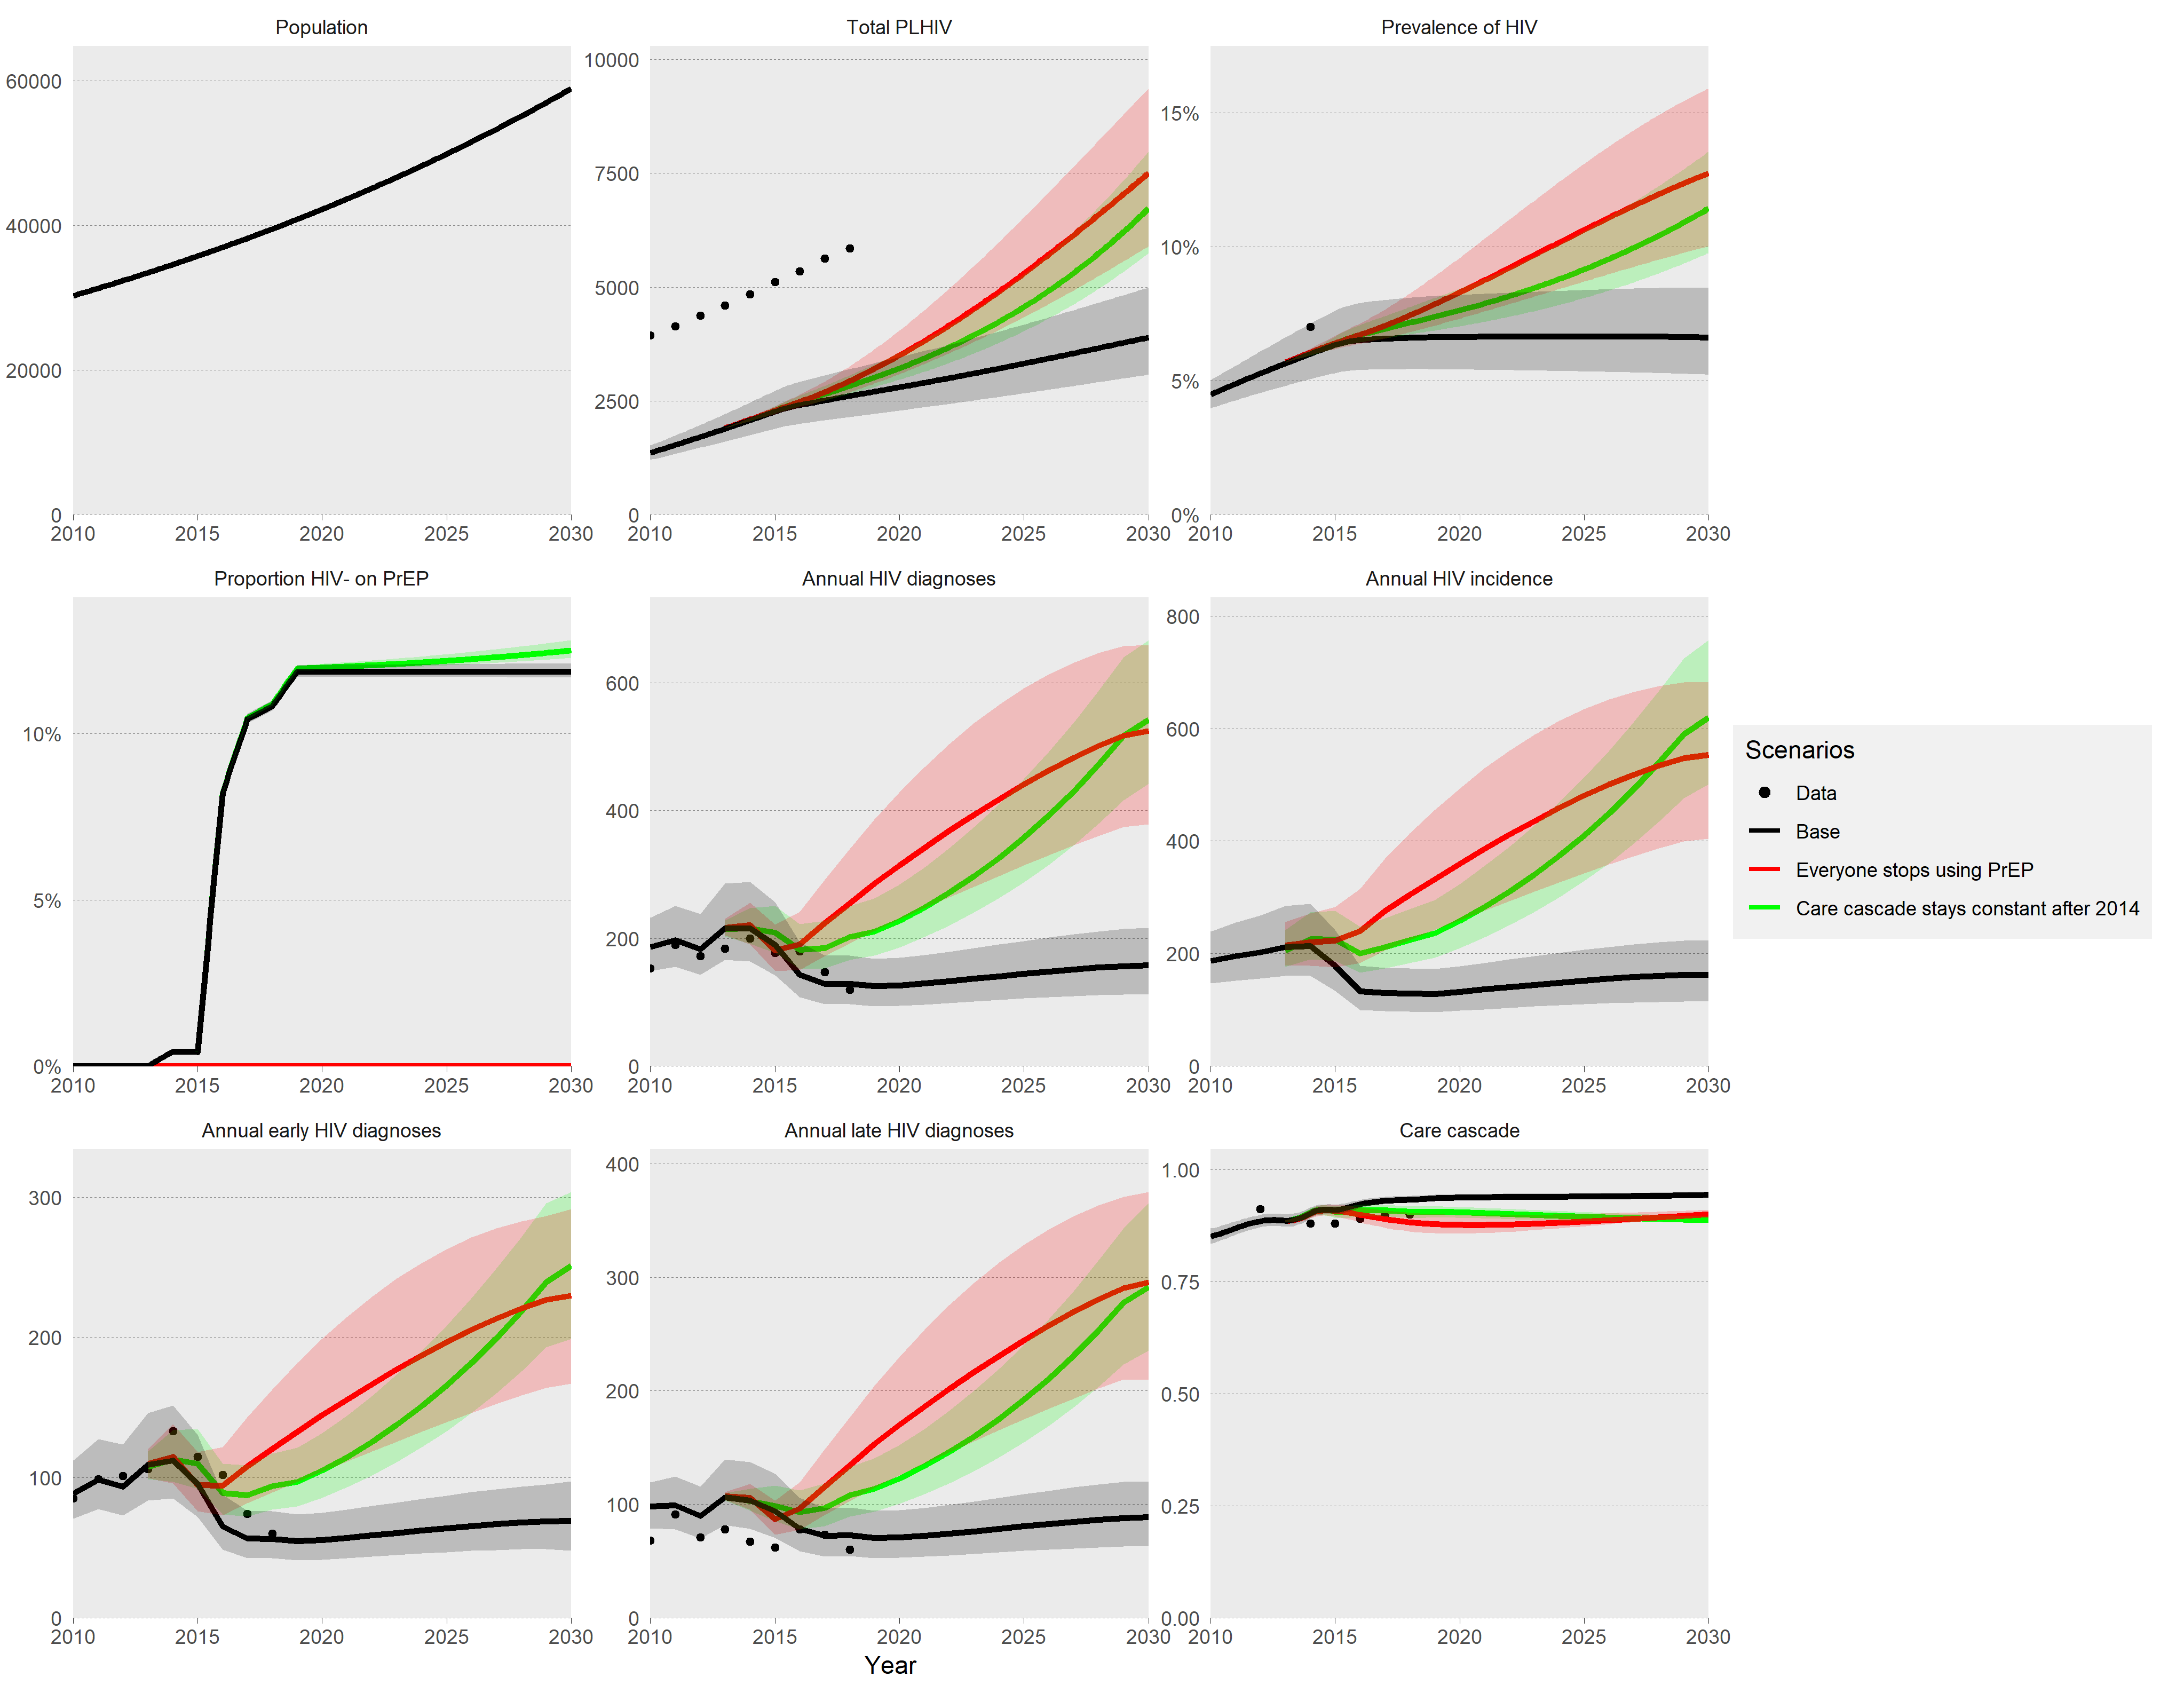 Population
Total PLHIV
Prevalence of HIV
60000
40000
20000
0
2010 2015 2020 2025 2030
10000
7500
5000
2500
0
2010 2015 2020 2025 2030
15%
10%
5%
0%
2010 2015 2020 2025 2030
Proportion HIV- on PrEP
Annual HIV diagnoses
Annual HIV incidence
10%
5%
0%
2010 2015 2020 2025 2030
600
400
200
0
2010 2015 2020 2025 2030
800
600
400
200
0
2010 2015 2020 2025 2030
Scenarios
Data
Base
Everyone stops using PrEP
Care cascade stays constant after 2014
Annual early HIV diagnoses
Annual late HIV diagnoses
Care cascade
300
200
100
0
2010 2015 2020 2025 2030
400
300
200
100
0
2010 2015 2020 2025 2030
1.00
0.75
0.50
0.25
0.00
2010 2015 2020 2025 2030
Year